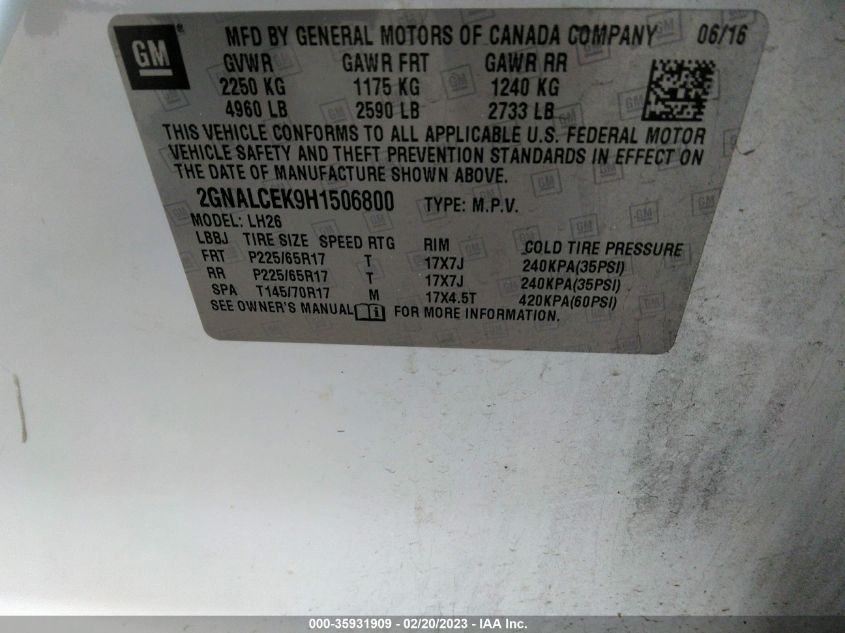 GM ® MFD BY GENERAL MOTORS OF CANADA COMPANY 06/16
GVWR GAWR FRT GAWR RR
2250 KG 1175 KG 1240 KG
4960 LB 2590 LB 2733 LB
THIS VEHICLE CONFORMS TO ALL APPLICABLE U.S. FEDERAL MOTOR
VEHICLE SAFETY AND THEFT PREVENTION STANDARDS IN EFFECT ON
THE DATE OF MANUFACTURE SHOWN ABOVE.
2GNALCEK9H1506800 TYPE: M.P.V.
MODEL: LH26
LBBJ TIRE SIZE SPEED RTG RIM COLD TIRE PRESSURE
FRT P225/65R17 T 17X7J 240KPA(35PSI)
RR P225/65R17 T 17X7J 240KPA(35PSI)
SPA T145/70R17 M 17X4.5T 420KPA(60PSI)
SEE OWNER'S MANUAL FOR MORE INFORMATION.
000-35931909 / 02/20/2023 - IAA Inc.